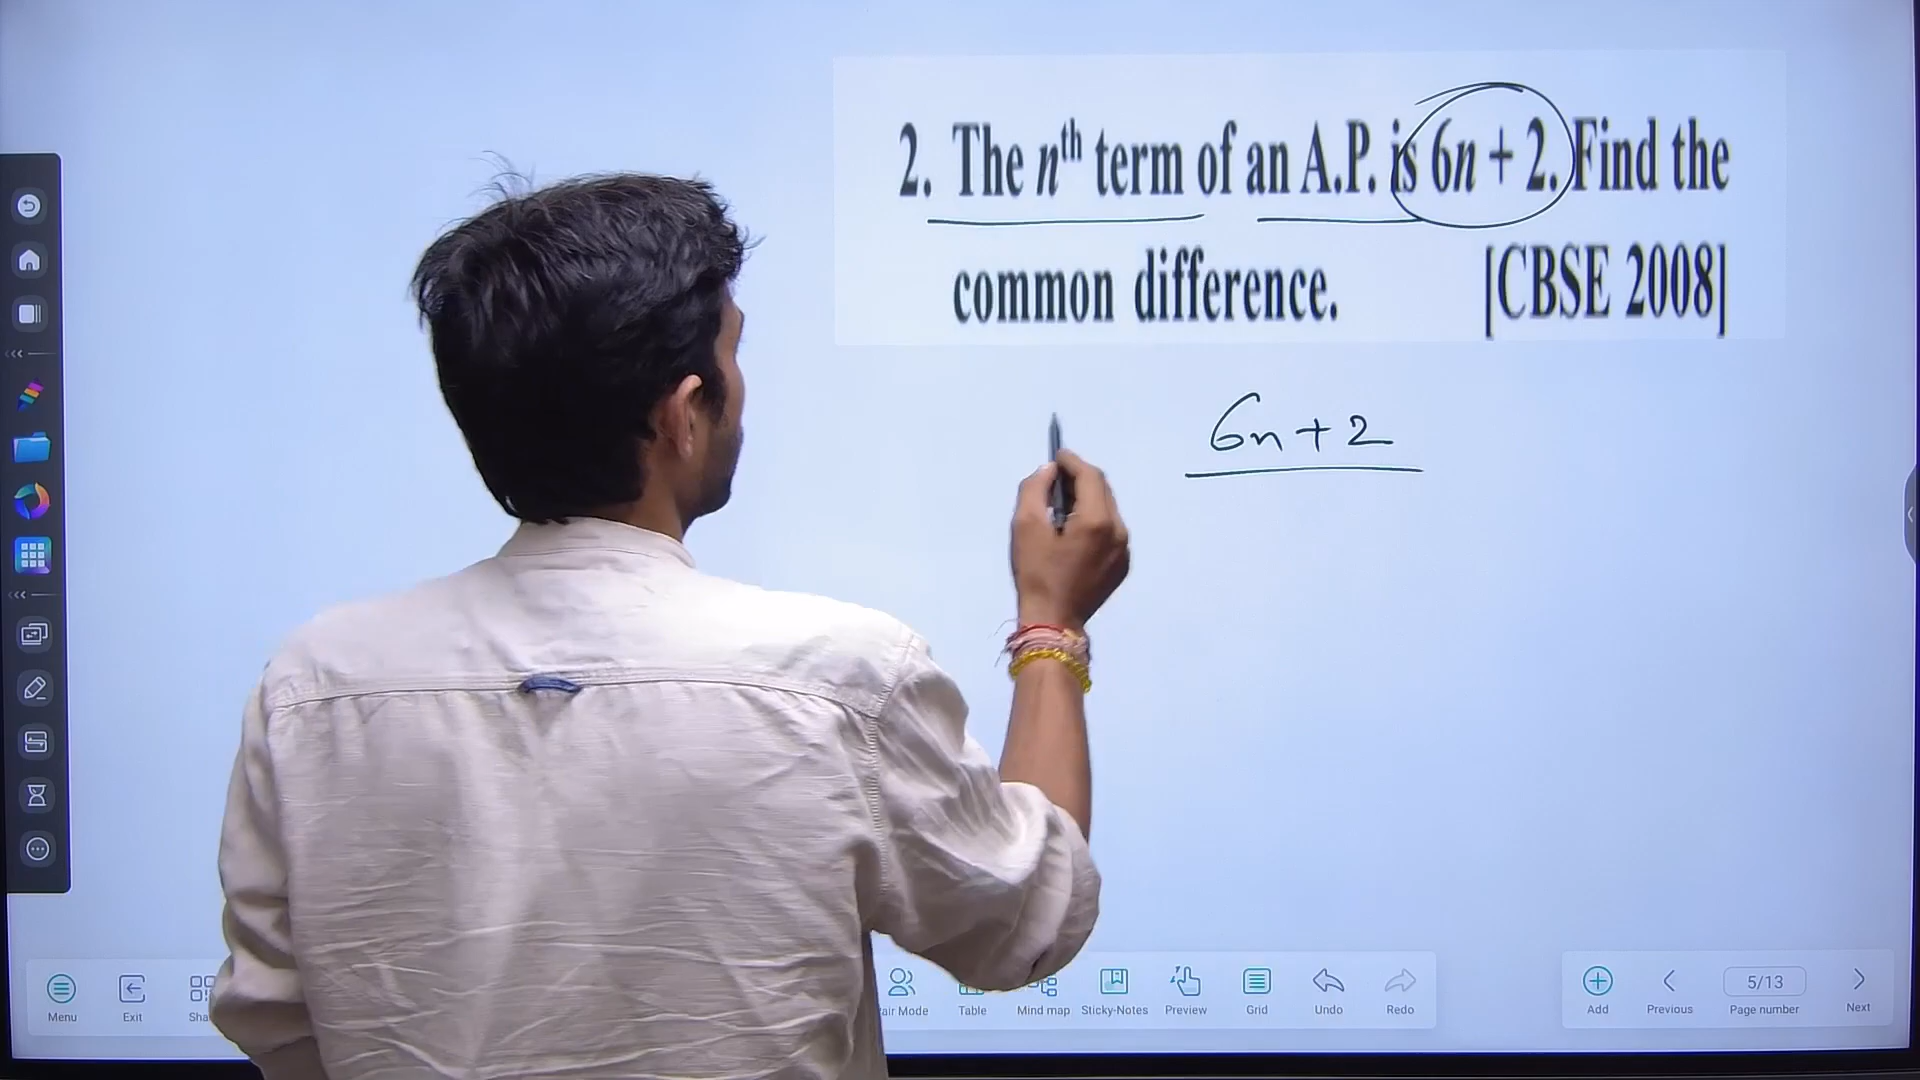 2. The nth term of an A.P. is 6n + 2. Find the
common difference. [CBSE 2008]
6n + 2
Menu Exit Mode Table Mind map Sticky-Notes Preview Grid Undo Redo Add Previous 5/13 Page number Next